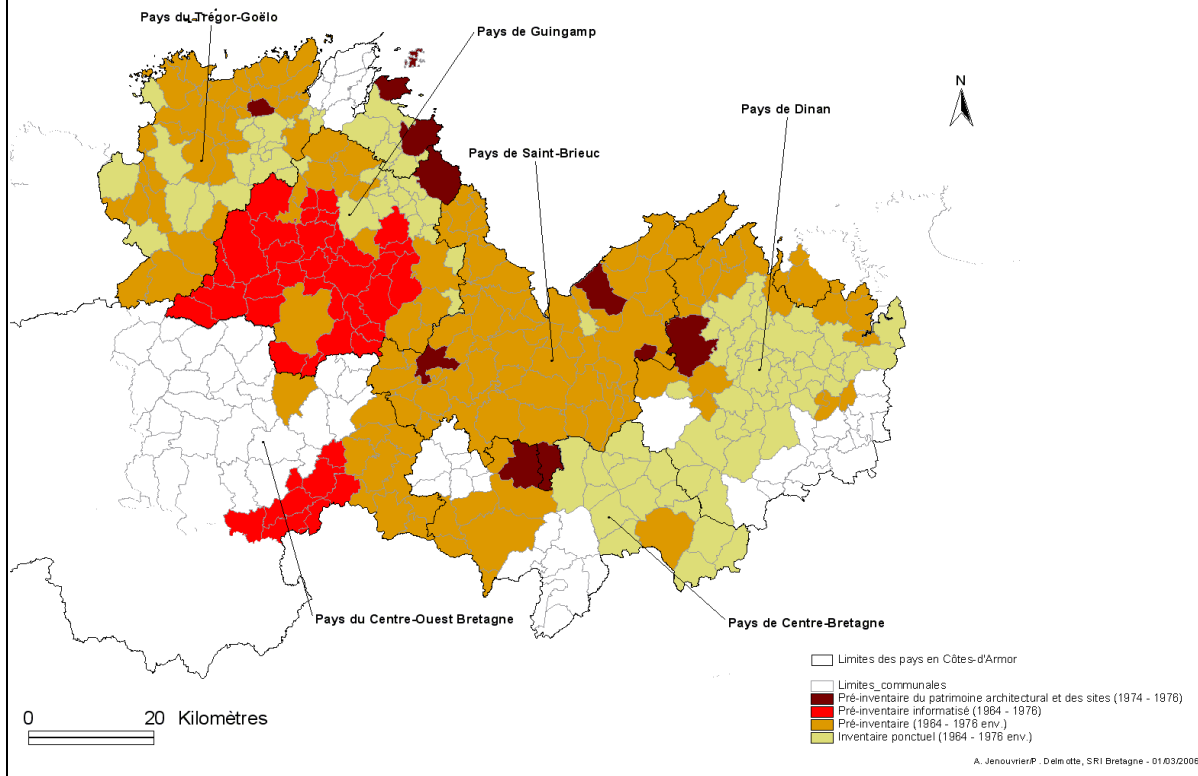 Pays du Trégor-Goëlo
Pays de Guingamp
N
Pays de Dinan
Pays de Saint-Brieuc
Pays du Centre-Ouest Bretagne
Pays de Centre-Bretagne
Limites des pays en Côtes-d'Armor
Limites_communales
Pré-inventaire du patrimoine architectural et des sites (1974 - 1976)
Pré-inventaire informatisé (1964 - 1976)
Pré-inventaire (1964 - 1976 env.)
Inventaire ponctuel (1964 - 1976 env.)
0 20 Kilomètres
A. Jenouvrier/P. Delmotte, SRI Bretagne - 01/03/2006